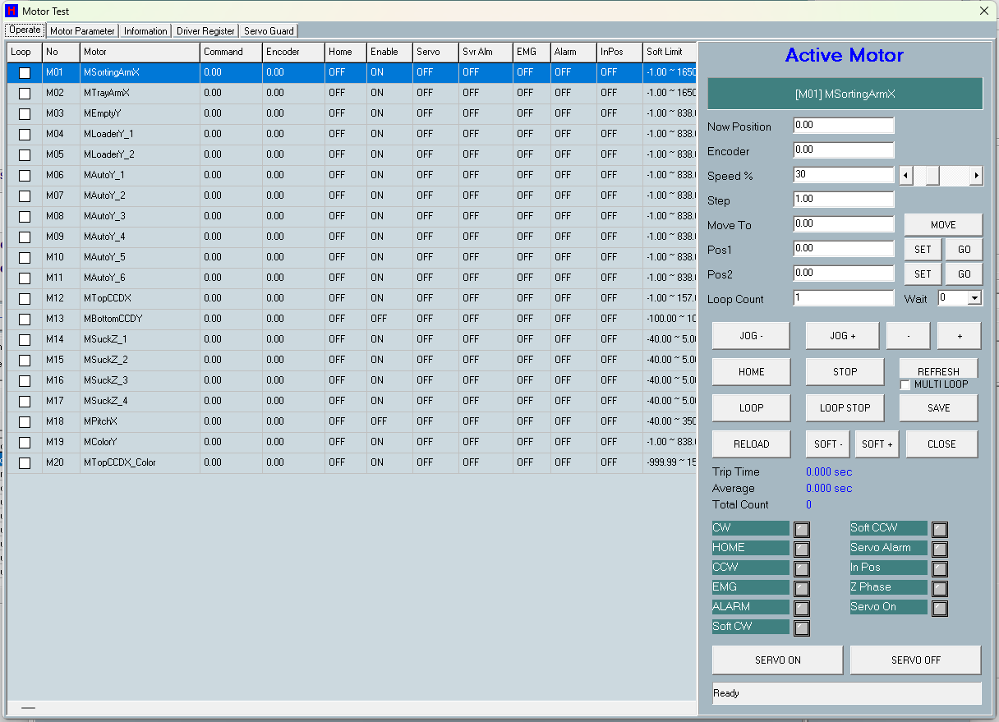 H Motor Test
Operate Motor Parameter Information Driver Register Servo Guard
Loop No Motor Command Encoder Home Enable Servo Svr Alm EMG Alarm InPos Soft Limit
M01 MSortingArmX 0.00 0.00 OFF ON OFF OFF OFF OFF OFF -1.00 ~ 1650
M02 MTrayArmX 0.00 0.00 OFF ON OFF OFF OFF OFF OFF -1.00 ~ 1650
M03 MEmptyY 0.00 0.00 OFF ON OFF OFF OFF OFF OFF -1.00 ~ 838.0
M04 MLoaderY_1 0.00 0.00 OFF ON OFF OFF OFF OFF OFF -1.00 ~ 838.0
M05 MLoaderY_2 0.00 0.00 OFF ON OFF OFF OFF OFF OFF -1.00 ~ 838.0
M06 MAutoY_1 0.00 0.00 OFF ON OFF OFF OFF OFF OFF -1.00 ~ 838.0
M07 MAutoY_2 0.00 0.00 OFF ON OFF OFF OFF OFF OFF -1.00 ~ 838.0
M08 MAutoY_3 0.00 0.00 OFF ON OFF OFF OFF OFF OFF -1.00 ~ 838.0
M09 MAutoY_4 0.00 0.00 OFF ON OFF OFF OFF OFF OFF -1.00 ~ 838.0
M10 MAutoY_5 0.00 0.00 OFF ON OFF OFF OFF OFF OFF -1.00 ~ 838.0
M11 MAutoY_6 0.00 0.00 OFF ON OFF OFF OFF OFF OFF -1.00 ~ 838.0
M12 MTopCCDX 0.00 0.00 OFF ON OFF OFF OFF OFF OFF -1.00 ~ 157.0
M13 MBottomCCDY 0.00 0.00 OFF OFF OFF OFF OFF OFF OFF -100.00 ~ 10
M14 MSuckZ_1 0.00 0.00 OFF ON OFF OFF OFF OFF OFF -40.00 ~ 5.00
M15 MSuckZ_2 0.00 0.00 OFF ON OFF OFF OFF OFF OFF -40.00 ~ 5.00
M16 MSuckZ_3 0.00 0.00 OFF ON OFF OFF OFF OFF OFF -40.00 ~ 5.00
M17 MSuckZ_4 0.00 0.00 OFF ON OFF OFF OFF OFF OFF -40.00 ~ 5.00
M18 MPitchX 0.00 0.00 OFF OFF OFF OFF OFF OFF OFF -40.00 ~ 350
M19 MColorY 0.00 0.00 OFF ON OFF OFF OFF OFF OFF -1.00 ~ 838.0
M20 MTopCCDX_Color 0.00 0.00 OFF OFF OFF OFF OFF OFF OFF -999.99 ~ 15
Active Motor
[M01] MSortingArmX
Now Position 0.00
Encoder 0.00
Speed % 30
Step 1.00
Move To 0.00 MOVE
Pos1 0.00 SET GO
Pos2 0.00 SET GO
Loop Count 1 Wait 0
JOG - JOG + - +
HOME STOP REFRESH
MULTI LOOP
LOOP LOOP STOP SAVE
RELOAD SOFT - SOFT + CLOSE
Trip Time 0.000 sec
Average 0.000 sec
Total Count 0
CW Soft CCW
HOME Servo Alarm
CCW In Pos
EMG Z Phase
ALARM Servo On
Soft CW
SERVO ON SERVO OFF
Ready